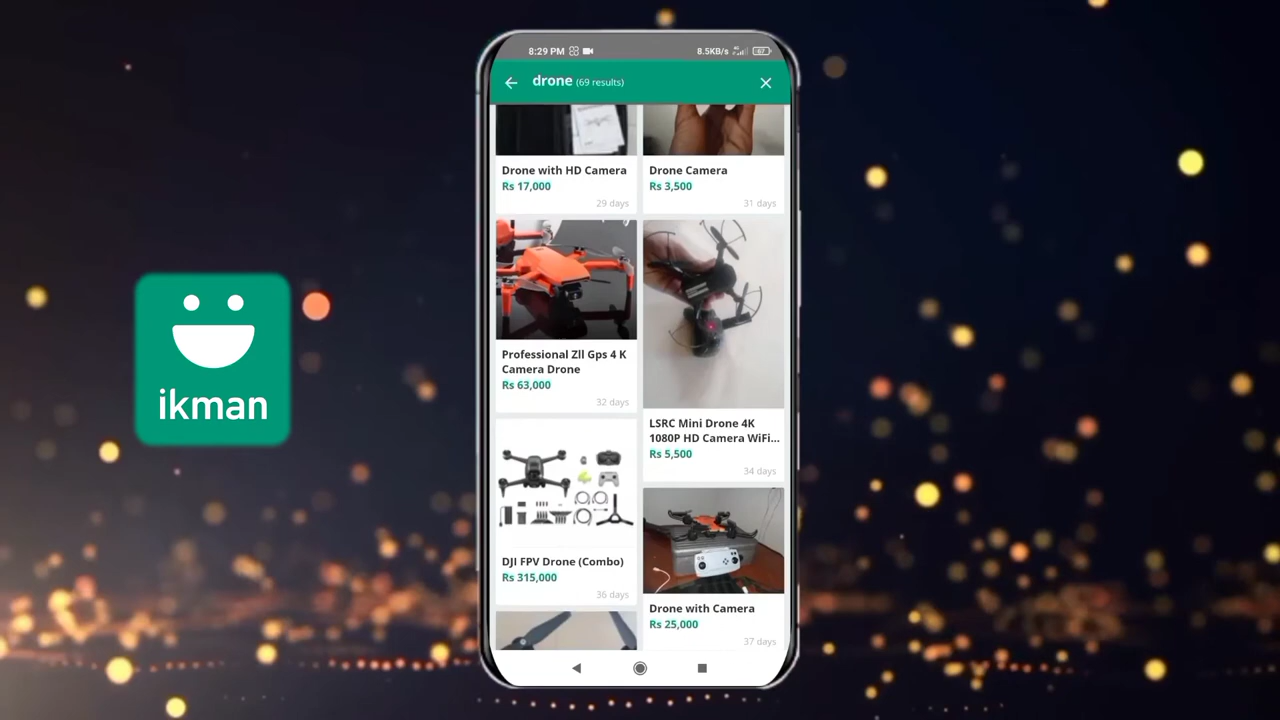 8:29 PM
8.5KB/s
4G
67
drone (69 results)
Drone with HD Camera
Rs 17,000
29 days
Drone Camera
Rs 3,500
31 days
Professional Zll Gps 4 K
Camera Drone
Rs 63,000
32 days
LSRC Mini Drone 4K
1080P HD Camera WiFi...
Rs 5,500
34 days
DJI FPV Drone (Combo)
Rs 315,000
36 days
Drone with Camera
Rs 25,000
37 days
ikman